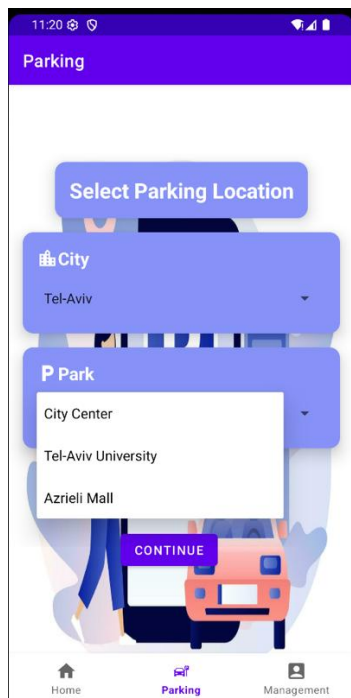 11:20
Parking
Select Parking Location
City
Tel-Aviv
P Park
City Center
Tel-Aviv University
Azrieli Mall
CONTINUE
Home
Parking
Management